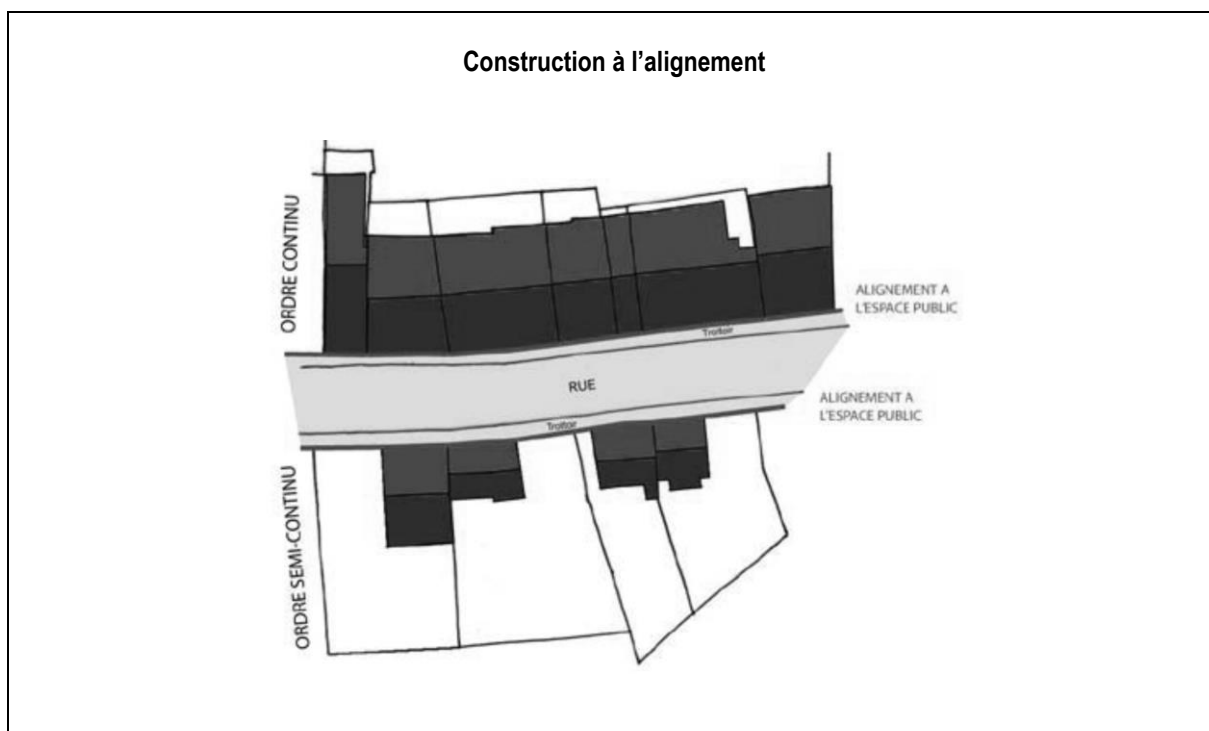 Construction à l’alignement
ORDRE CONTINU
ALIGNEMENT A
L'ESPACE PUBLIC
Trottoir
RUE
ALIGNEMENT A
L'ESPACE PUBLIC
Trottoir
ORDRE SEMI-CONTINU